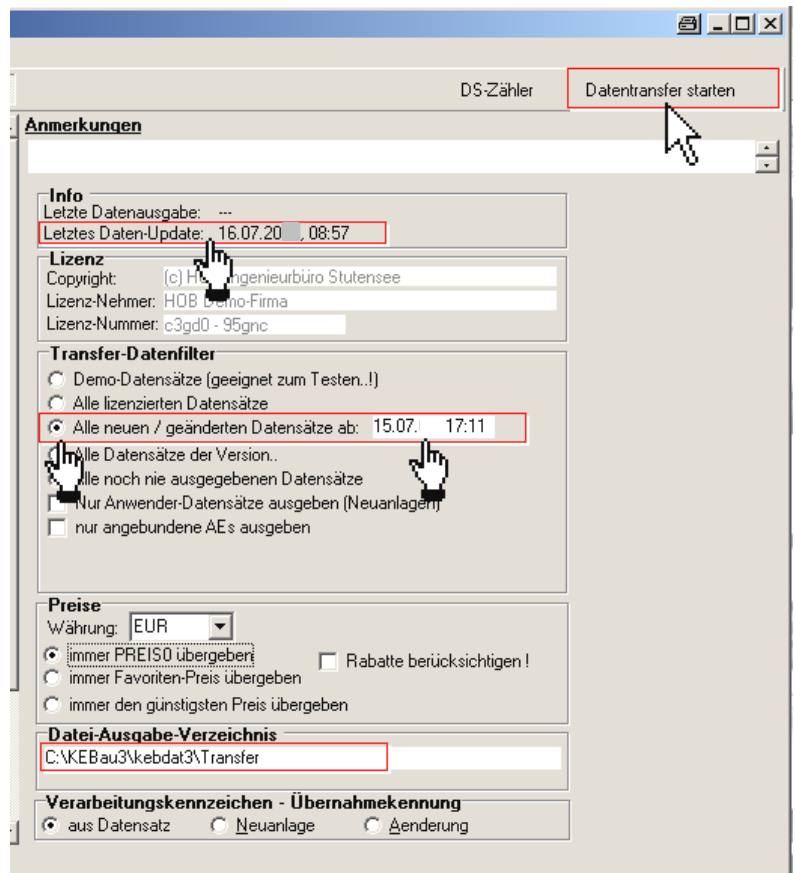 DS-Zähler Datentransfer starten
Anmerkungen
Info
Letzte Datenausgabe: ---
Letztes Daten-Update: 16.07.20 , 08:57
Lizenz
Copyright: (c) H ngenieurbüro Stutensee
Lizenz-Nehmer: HOB Demo-Firma
Lizenz-Nummer: c3gd0 - 95gnc
Transfer-Datenfilter
Demo-Datensätze (geeignet zum Testen..!)
Alle lizenzierten Datensätze
Alle neuen / geänderten Datensätze ab: 15.07. 17:11
Alle Datensätze der Version..
Alle noch nie ausgegebenen Datensätze
Nur Anwender-Datensätze ausgeben (Neuanlagen)
nur angebundene AEs ausgeben
Preise
Währung: EUR
immer PREIS0 übergeben
Rabatte berücksichtigen !
immer Favoriten-Preis übergeben
immer den günstigsten Preis übergeben
Datei-Ausgabe-Verzeichnis
C:\KEBau3\kebdat3\Transfer
Verarbeitungskennzeichen - Übernahmekennung
aus Datensatz Neuanlage Aenderung